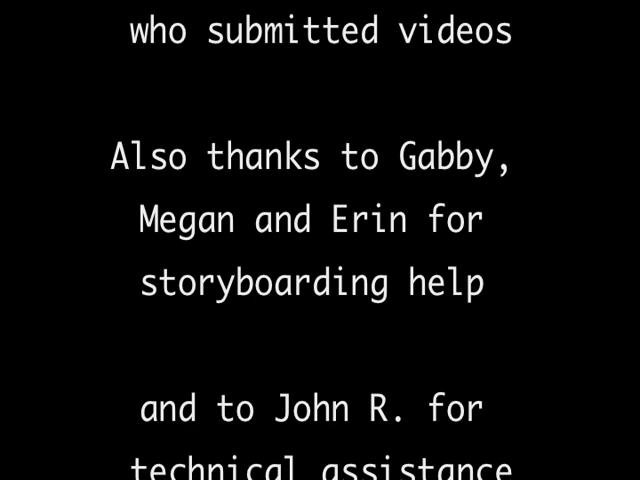 who submitted videos
Also thanks to Gabby,
Megan and Erin for
storyboarding help
and to John R. for
technical assistance